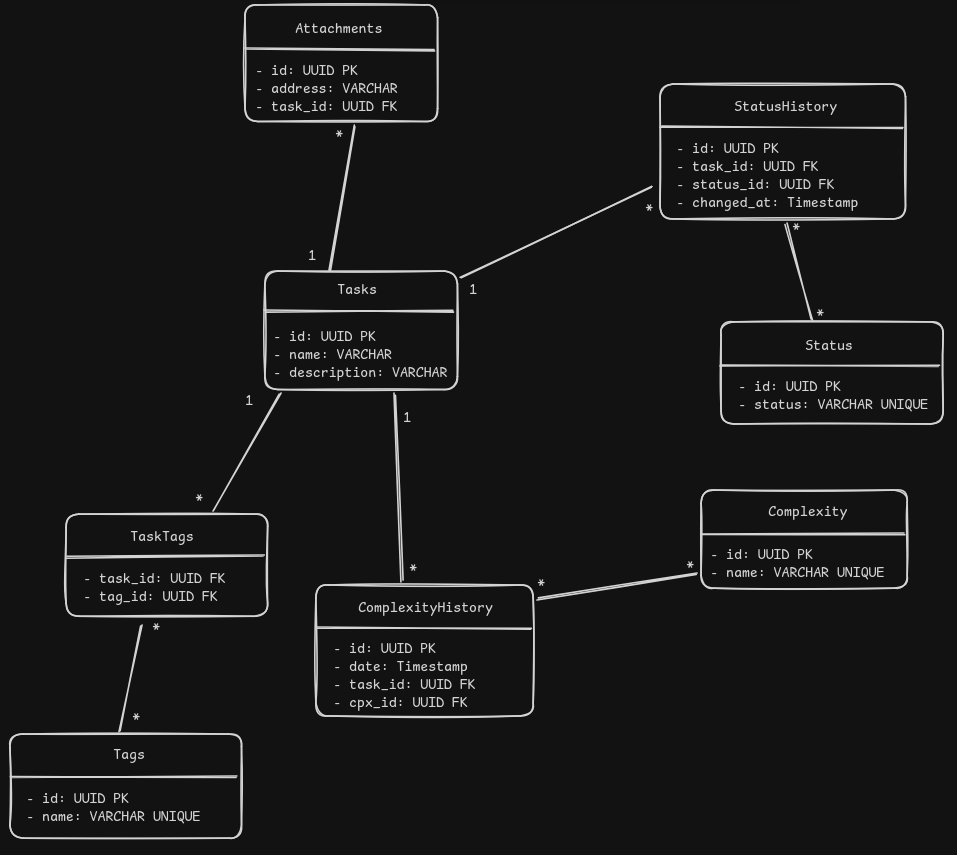 Attachments
- id: UUID PK
- address: VARCHAR
- task_id: UUID FK
*
1
StatusHistory
- id: UUID PK
- task_id: UUID FK
- status_id: UUID FK
- changed_at: Timestamp
*
*
1
Tasks
- id: UUID PK
- name: VARCHAR
- description: VARCHAR
*
Status
- id: UUID PK
- status: VARCHAR UNIQUE
1
1
*
*
TaskTags
- task_id: UUID FK
- tag_id: UUID FK
*
*
Tags
- id: UUID PK
- name: VARCHAR UNIQUE
ComplexityHistory
- id: UUID PK
- date: Timestamp
- task_id: UUID FK
- cpx_id: UUID FK
*
*
Complexity
- id: UUID PK
- name: VARCHAR UNIQUE